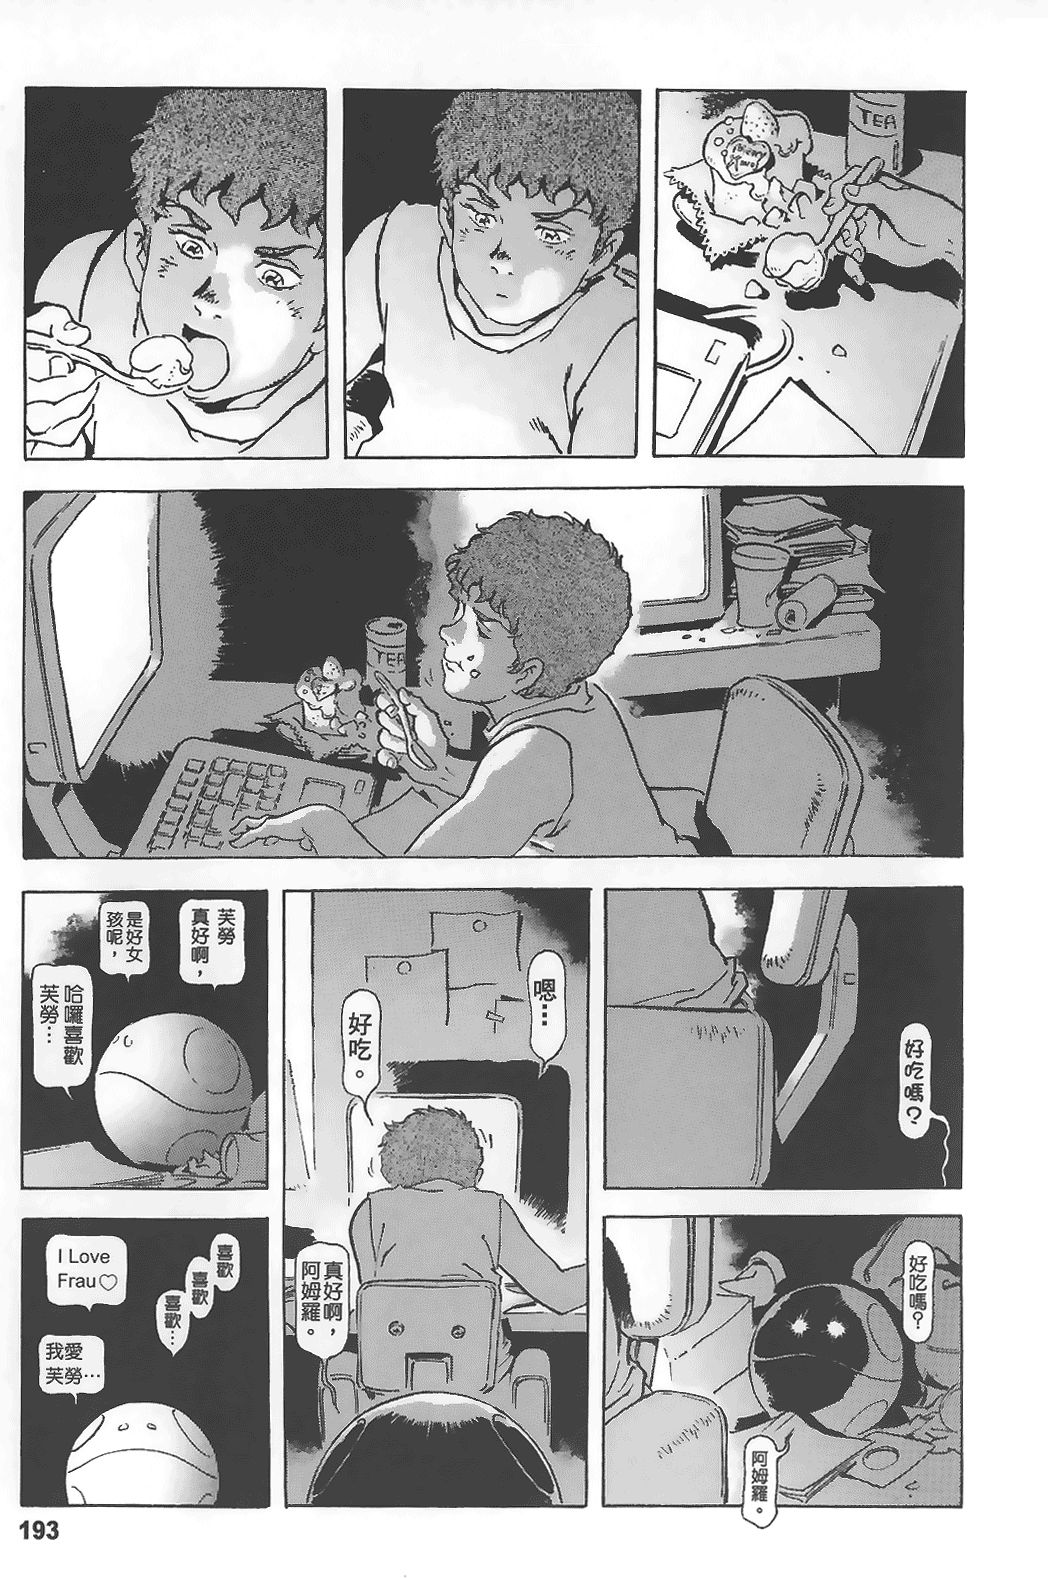 TEA
TEA
好吃嗎？
好吃嗎？
阿姆羅。
嗯…
好吃。
真好啊，
阿姆羅。
芙勞
真好啊，
是好女
孩呢，
哈囉喜歡
芙勞…
喜歡
喜歡
喜歡…
I Love
Frau♡
我愛
芙勞…
193